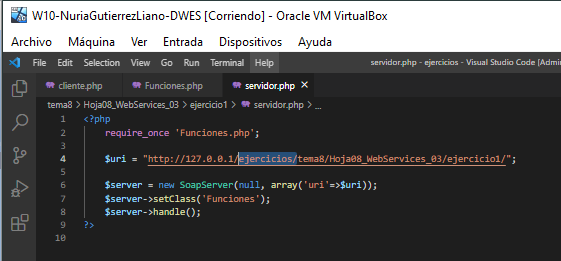 W10-NuriaGutierrezLiano-DWES [Corriendo] - Oracle VM VirtualBox
Archivo Máquina Ver Entrada Dispositivos Ayuda
File Edit Selection View Go Run Terminal Help servidor.php - ejercicios - Visual Studio Code [Admi
cliente.php Funciones.php servidor.php
tema8 > Hoja08_WebServices_03 > ejercicio1 > servidor.php > ...
1 <?php
2 require_once 'Funciones.php';
3
4 $uri = "http://127.0.0.1/ejercicios/tema8/Hoja08_WebServices_03/ejercicio1/";
5
6 $server = new SoapServer(null, array('uri'=>$uri));
7 $server->setClass('Funciones');
8 $server->handle();
9 ?>
10